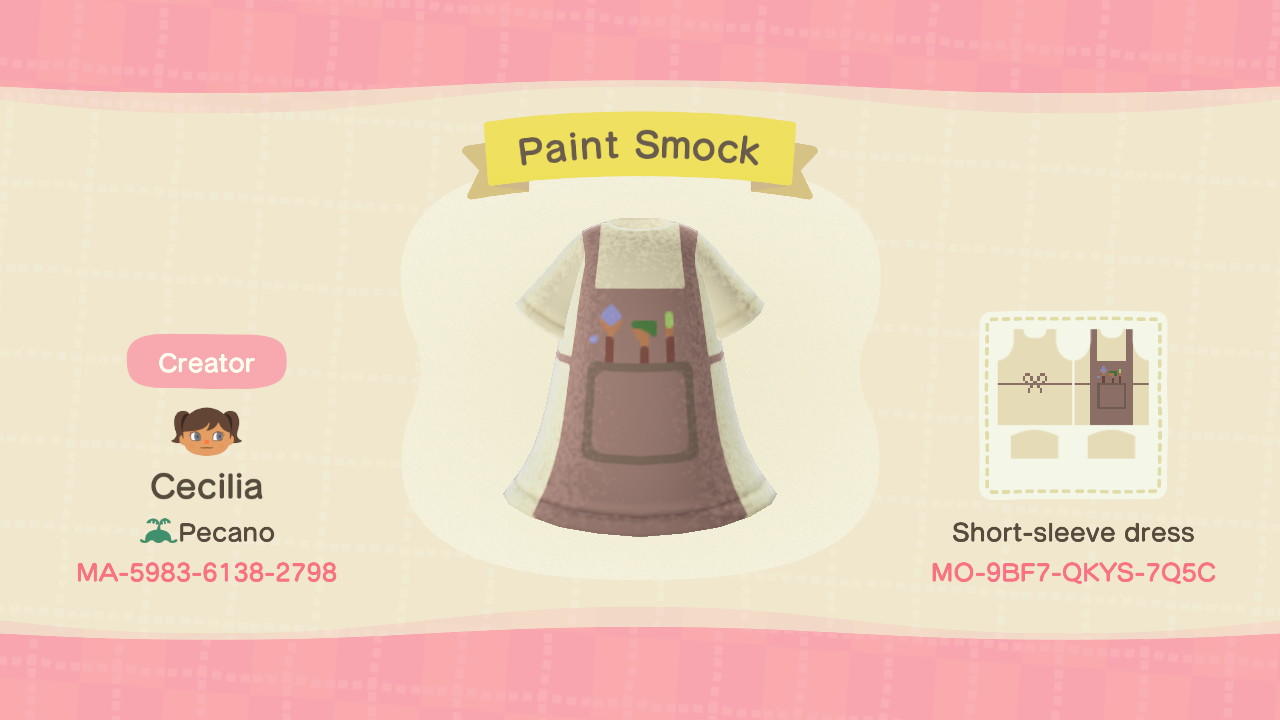 Paint Smock
Creator
Cecilia
Pecano
MA-5983-6138-2798
Short-sleeve dress
MO-9BF7-QKYS-7Q5C